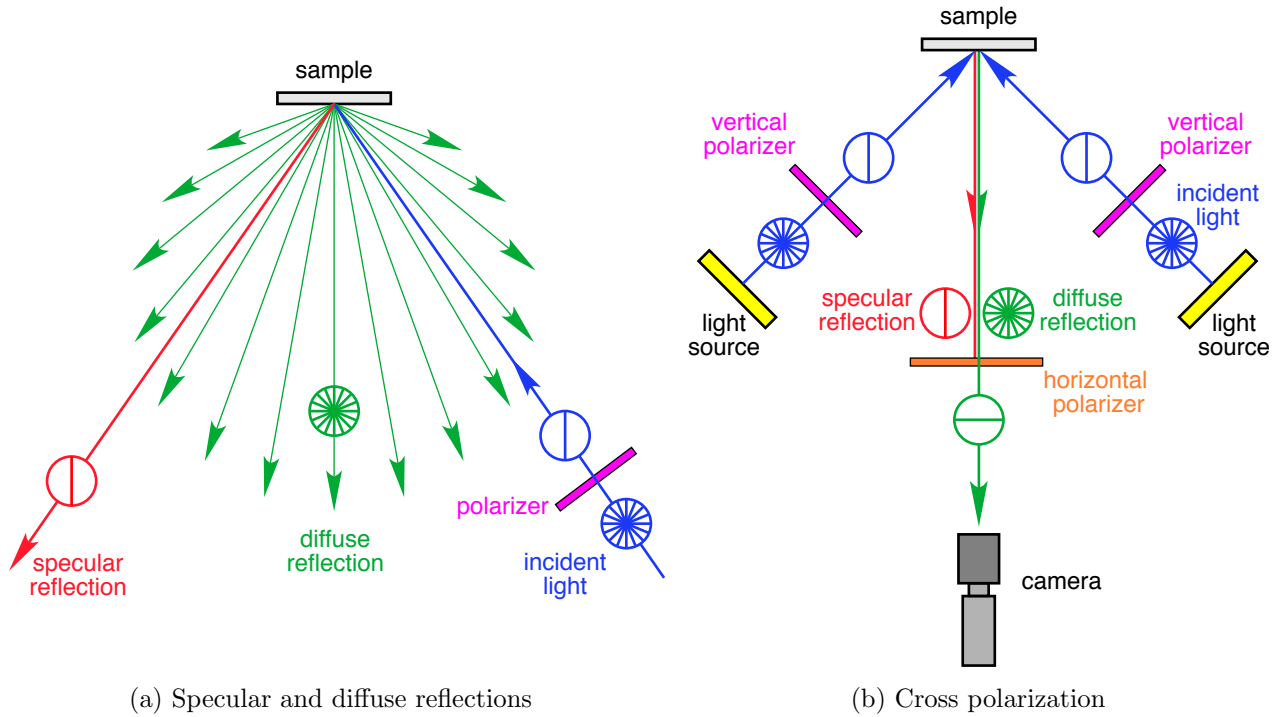 sample
polarizer
specular
reflection
diffuse
reflection
incident
light
(a) Specular and diffuse reflections
sample
vertical
polarizer
vertical
polarizer
incident
light
light
source
specular
reflection
diffuse
reflection
light
source
horizontal
polarizer
camera
(b) Cross polarization